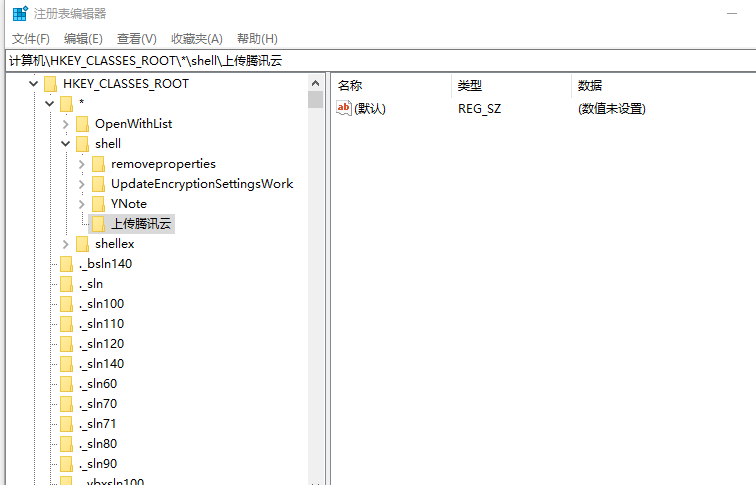 注册表编辑器
文件(F) 编辑(E) 查看(V) 收藏夹(A) 帮助(H)
计算机\HKEY_CLASSES_ROOT\*\shell\上传腾讯云
HKEY_CLASSES_ROOT
*
OpenWithList
shell
removeproperties
UpdateEncryptionSettingsWork
YNote
上传腾讯云
shellex
._bsln140
._sln
._sln100
._sln110
._sln120
._sln140
._sln60
._sln70
._sln71
._sln80
._sln90
._vbxsln100
名称 类型 数据
ab (默认) REG_SZ (数值未设置)